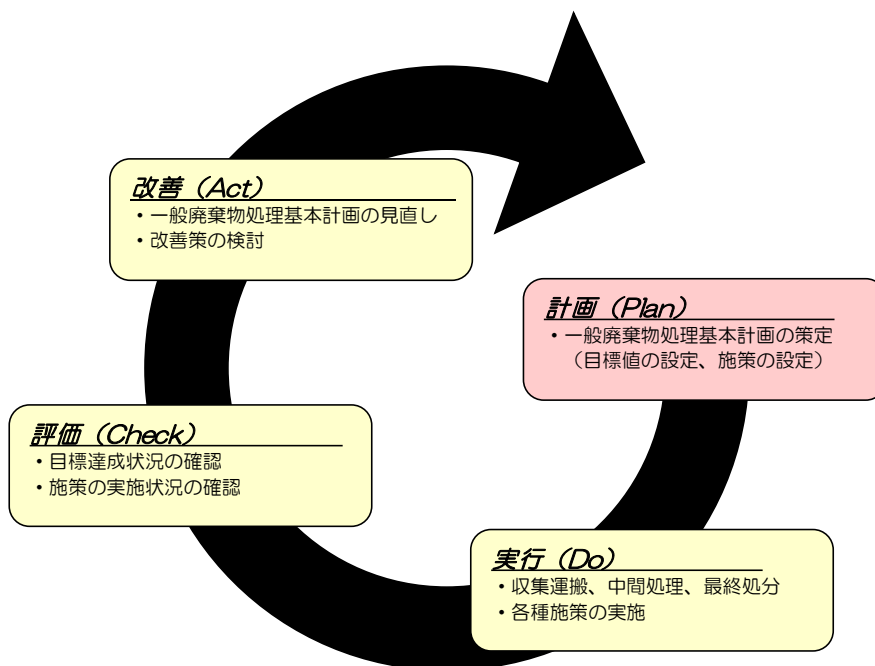 改善（Act）
・一般廃棄物処理基本計画の見直し
・改善策の検討
計画（Plan）
・一般廃棄物処理基本計画の策定
（目標値の設定、施策の設定）
評価（Check）
・目標達成状況の確認
・施策の実施状況の確認
実行（Do）
・収集運搬、中間処理、最終処分
・各種施策の実施